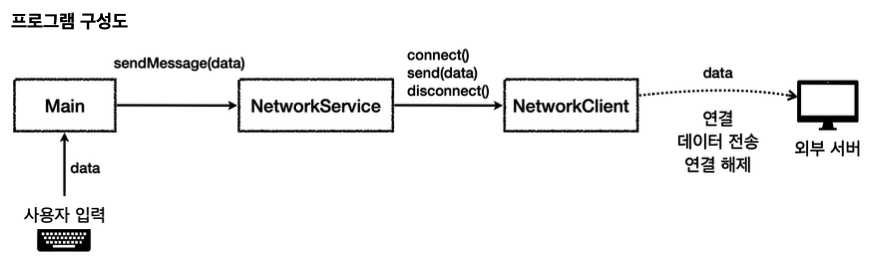 프로그램 구성도
sendMessage(data)
connect()
send(data)
disconnect()
data
Main
NetworkService
NetworkClient
연결
데이터 전송
연결 해제
외부 서버
data
사용자 입력